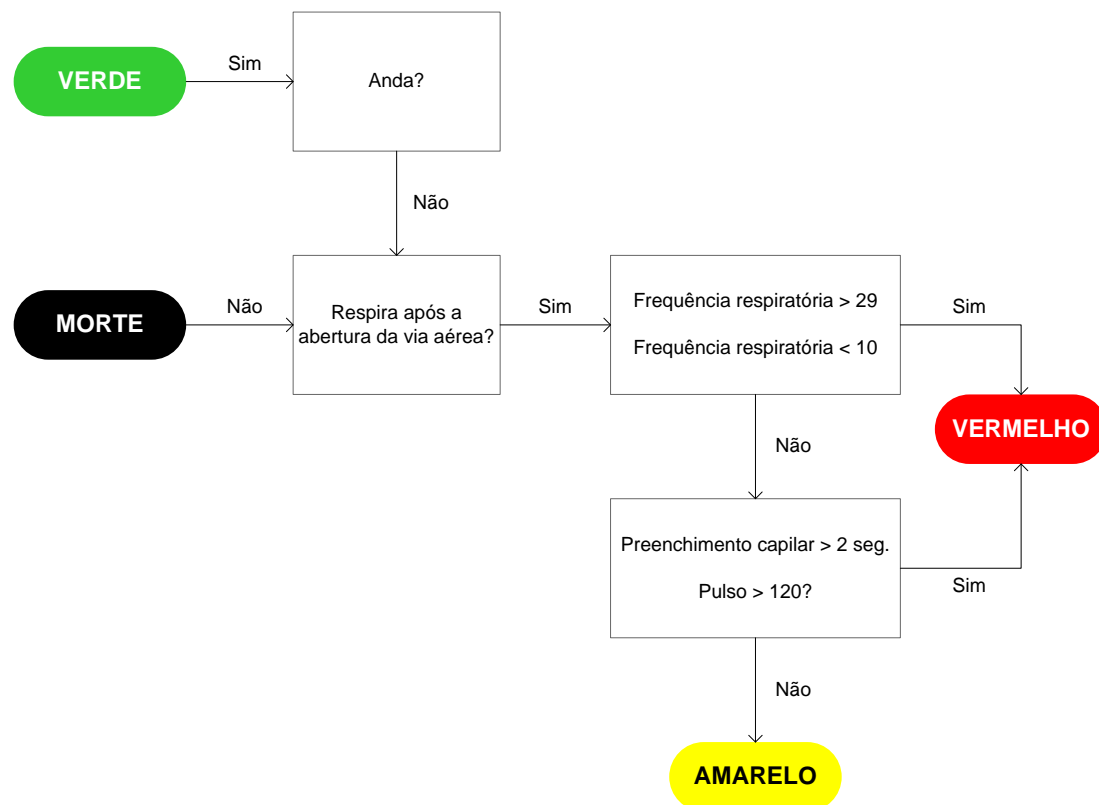 VERDE
Sim
Anda?
Não
MORTE
Não
Respira após a
abertura da via aérea?
Sim
Frequência respiratória > 29
Frequência respiratória < 10
Sim
VERMELHO
Não
Preenchimento capilar > 2 seg.
Pulso > 120?
Sim
Não
AMARELO